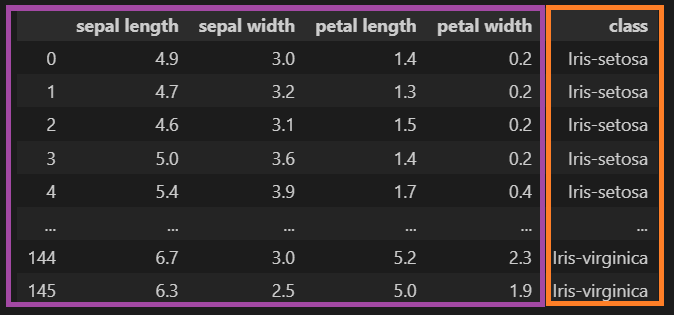 sepal length sepal width petal length petal width class
0 4.9 3.0 1.4 0.2 Iris-setosa
1 4.7 3.2 1.3 0.2 Iris-setosa
2 4.6 3.1 1.5 0.2 Iris-setosa
3 5.0 3.6 1.4 0.2 Iris-setosa
4 5.4 3.9 1.7 0.4 Iris-setosa
... ... ... ... ... ...
144 6.7 3.0 5.2 2.3 Iris-virginica
145 6.3 2.5 5.0 1.9 Iris-virginica